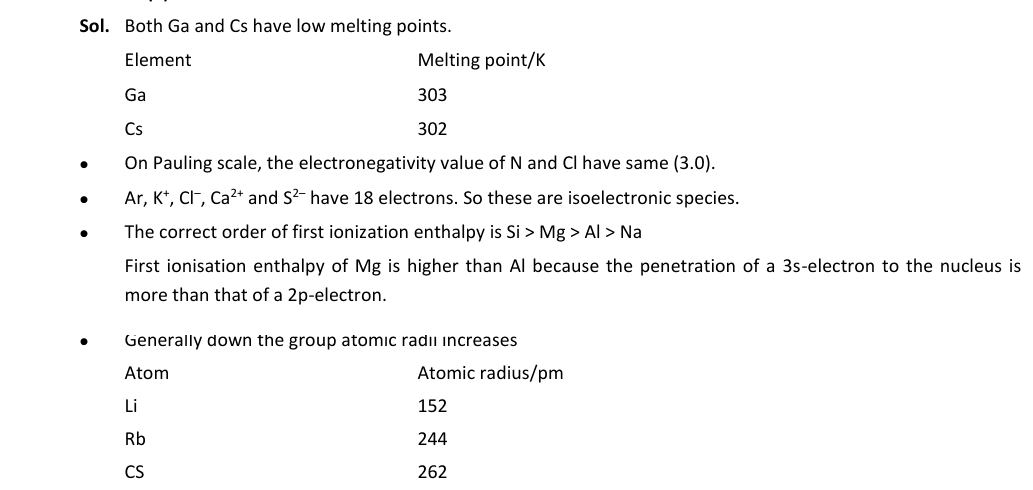 Sol. Both Ga and Cs have low melting points.
Element Melting point/K
Ga 303
Cs 302
• On Pauling scale, the electronegativity value of N and Cl have same (3.0).
• Ar, K⁺, Cl⁻, Ca²⁺ and S²⁻ have 18 electrons. So these are isoelectronic species.
• The correct order of first ionization enthalpy is Si > Mg > Al > Na
First ionisation enthalpy of Mg is higher than Al because the penetration of a 3s-electron to the nucleus is
more than that of a 2p-electron.
• Generally down the group atomic radii increases
Atom Atomic radius/pm
Li 152
Rb 244
CS 262